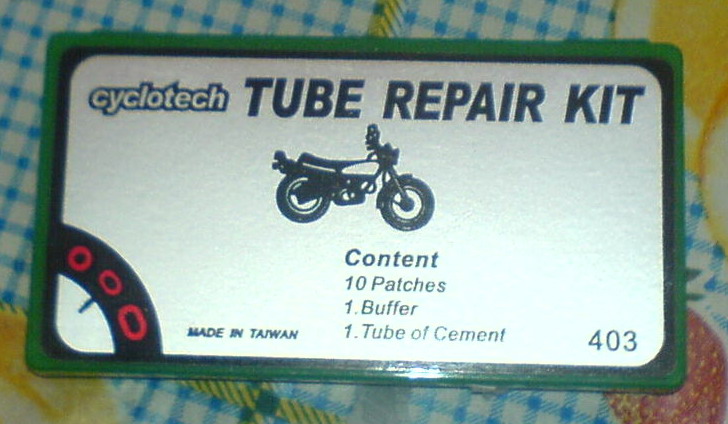 cyclotech TUBE REPAIR KIT
Content
10 Patches
1.Buffer
1.Tube of Cement
MADE IN TAIWAN
403